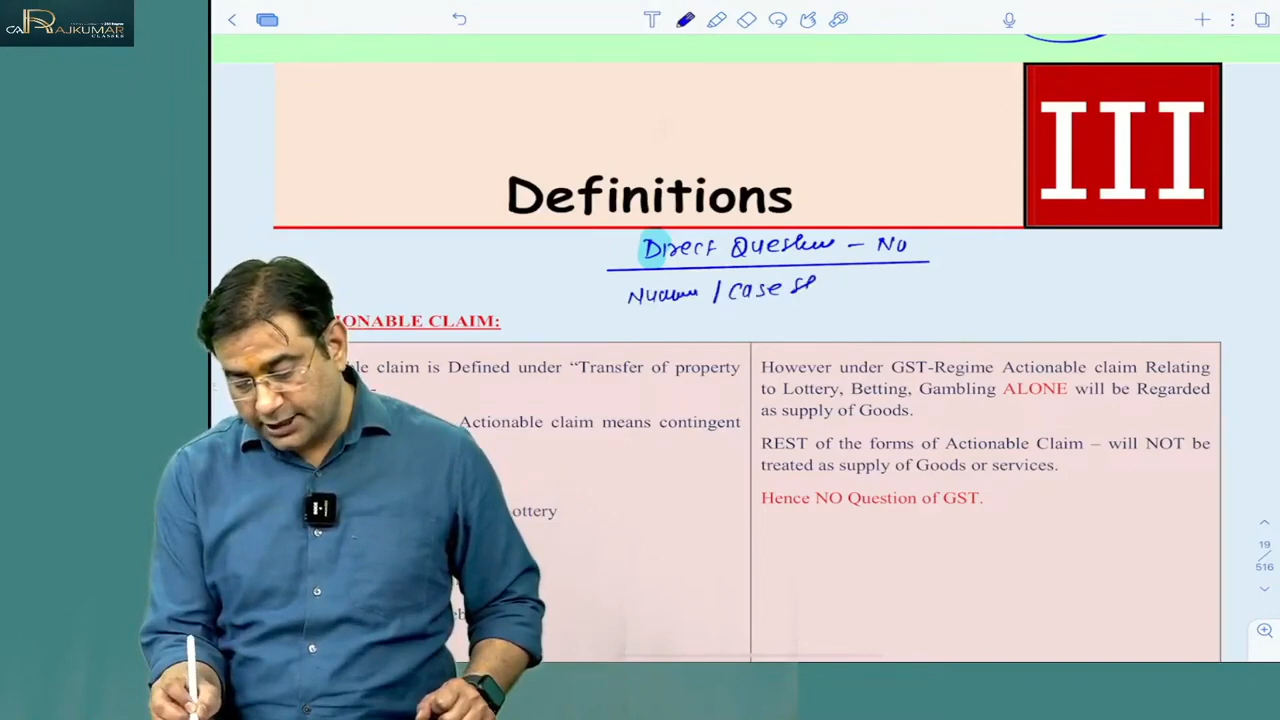 CA RAJKUMAR
CLASSES
T
III
Definitions
Direct Question – No
/ Case
ONABLE CLAIM:
le claim is Defined under “Transfer of property
Actionable claim means contingent
ottery
However under GST-Regime Actionable claim Relating
to Lottery, Betting, Gambling ALONE will be Regarded
as supply of Goods.
REST of the forms of Actionable Claim – will NOT be
treated as supply of Goods or services.
Hence NO Question of GST.
19
516